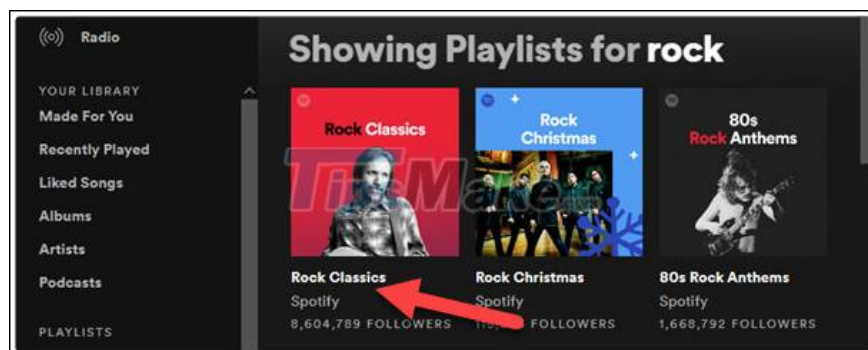 Radio
YOUR LIBRARY
Made For You
Recently Played
Liked Songs
Albums
Artists
Podcasts
PLAYLISTS
Showing Playlists for rock
Rock Classics
Rock Christmas
80s Rock Anthems
TipsMake.com
Rock Classics
Spotify
8,604,789 FOLLOWERS
Rock Christmas
Spotify
FOLLOWERS
80s Rock Anthems
Spotify
1,668,792 FOLLOWERS